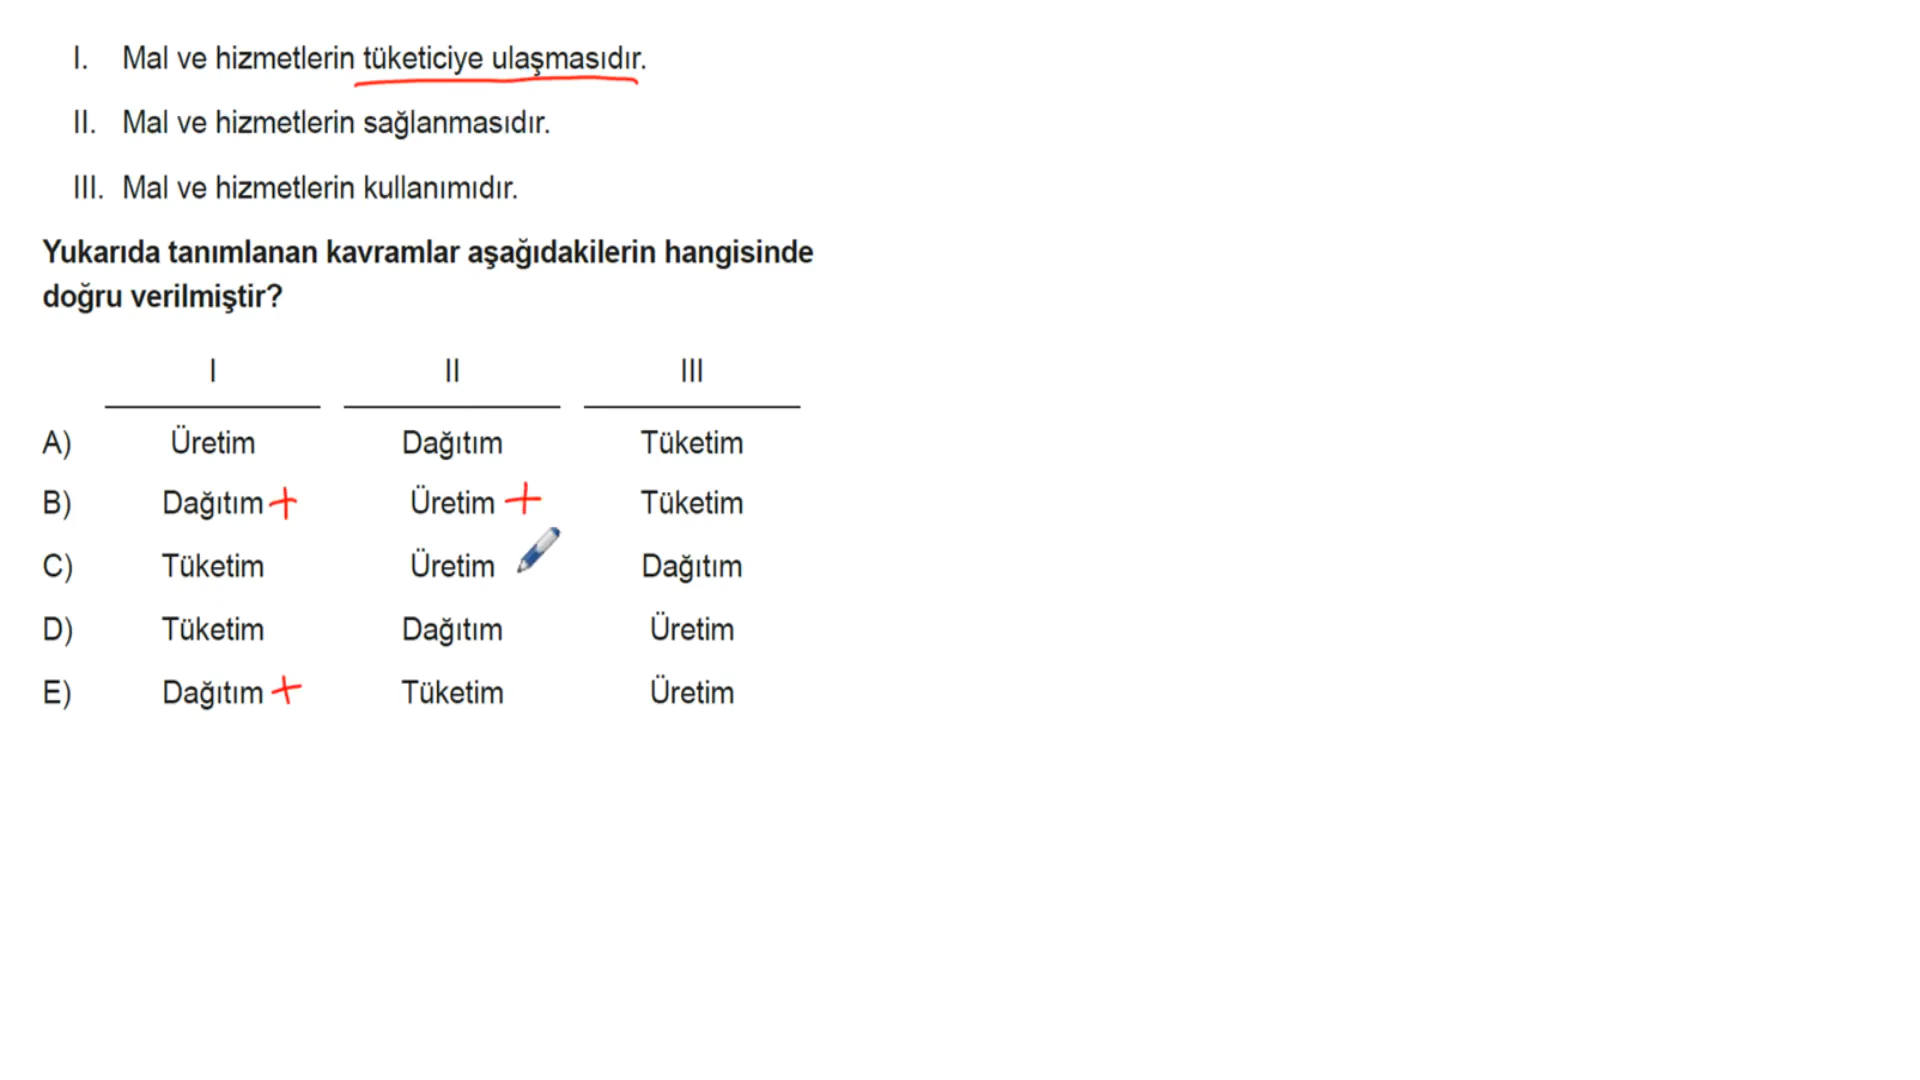 I. Mal ve hizmetlerin tüketiciye ulaşmasıdır.
II. Mal ve hizmetlerin sağlanmasıdır.
III. Mal ve hizmetlerin kullanımıdır.
Yukarıda tanımlanan kavramlar aşağıdakilerin hangisinde
doğru verilmiştir?
I II III
A) Üretim Dağıtım Tüketim
B) Dağıtım + Üretim + Tüketim
C) Tüketim Üretim Dağıtım
D) Tüketim Dağıtım Üretim
E) Dağıtım + Tüketim Üretim